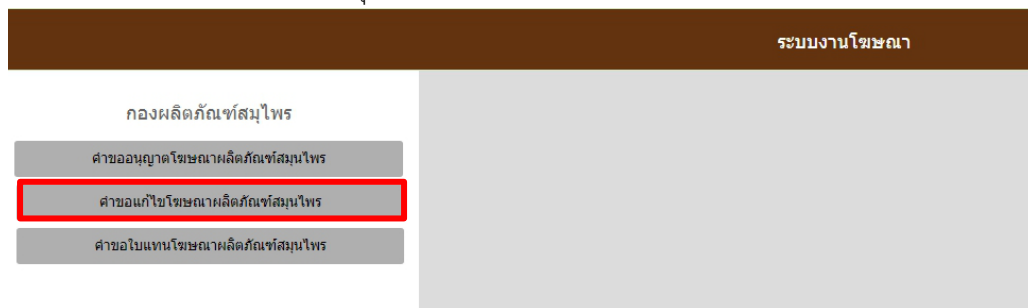 ระบบงานโฆษณา
กองผลิตภัณฑ์สมุไพร
คำขออนุญาตโฆษณาผลิตภัณฑ์สมุนไพร
คำขอแก้ไขโฆษณาผลิตภัณฑ์สมุนไพร
คำขอใบแทนโฆษณาผลิตภัณฑ์สมุนไพร